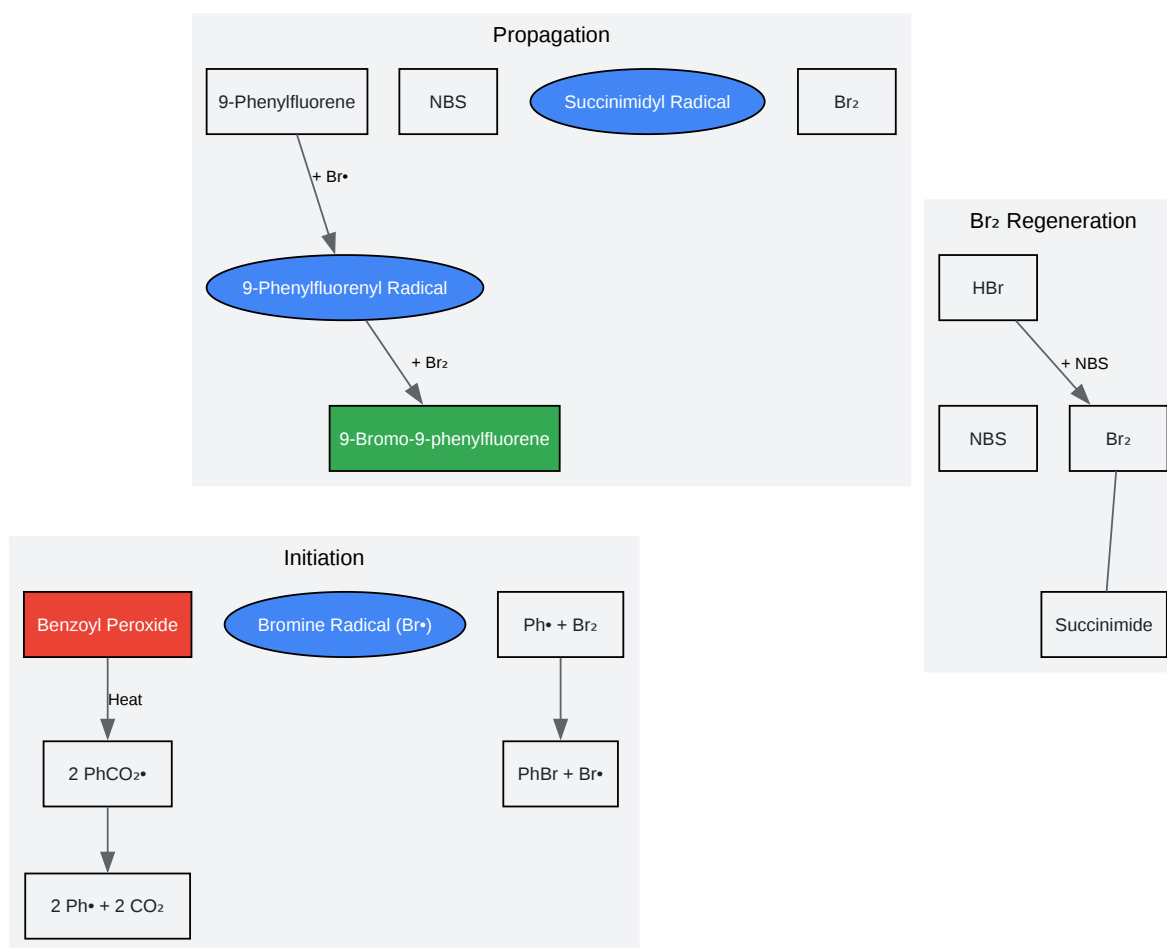 Propagation
9-Phenylfluorene
NBS
Succinimidyl Radical
Br₂
+ Br•
9-Phenylfluorenyl Radical
+ Br₂
9-Bromo-9-phenylfluorene
Br₂ Regeneration
HBr
+ NBS
NBS
Br₂
Succinimide
Initiation
Benzoyl Peroxide
Bromine Radical (Br•)
Ph• + Br₂
Heat
2 PhCO₂•
PhBr + Br•
2 Ph• + 2 CO₂